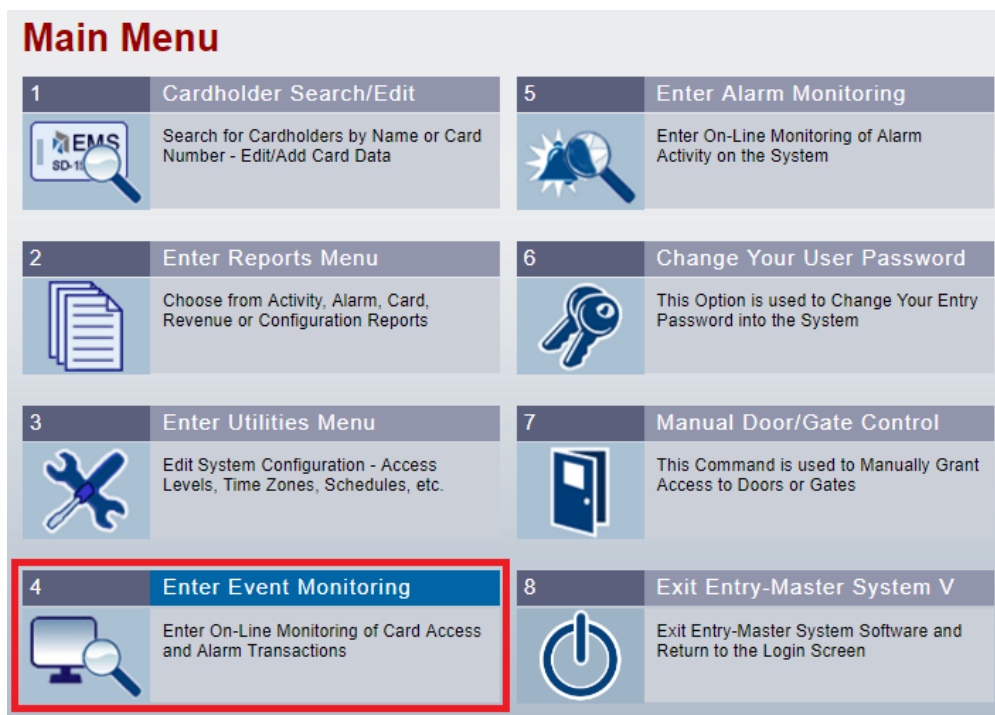 Main Menu
1 Cardholder Search/Edit
EMS
Search for Cardholders by Name or Card
Number - Edit/Add Card Data
2 Enter Reports Menu
Choose from Activity, Alarm, Card,
Revenue or Configuration Reports
3 Enter Utilities Menu
Edit System Configuration - Access
Levels, Time Zones, Schedules, etc.
4 Enter Event Monitoring
Enter On-Line Monitoring of Card Access
and Alarm Transactions
5 Enter Alarm Monitoring
Enter On-Line Monitoring of Alarm
Activity on the System
6 Change Your User Password
This Option is used to Change Your Entry
Password into the System
7 Manual Door/Gate Control
This Command is used to Manually Grant
Access to Doors or Gates
8 Exit Entry-Master System V
Exit Entry-Master System Software and
Return to the Login Screen